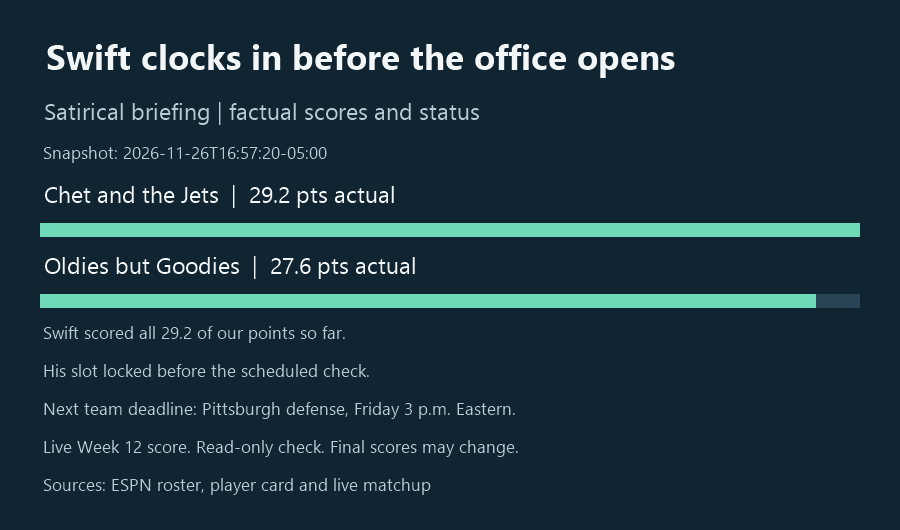 Swift clocks in before the office opens
Satirical briefing | factual scores and status
Snapshot: 2026-11-26T16:57:20-05:00
Chet and the Jets | 29.2 pts actual
Oldies but Goodies | 27.6 pts actual
Swift scored all 29.2 of our points so far.
His slot locked before the scheduled check.
Next team deadline: Pittsburgh defense, Friday 3 p.m. Eastern.
Live Week 12 score. Read-only check. Final scores may change.
Sources: ESPN roster, player card and live matchup